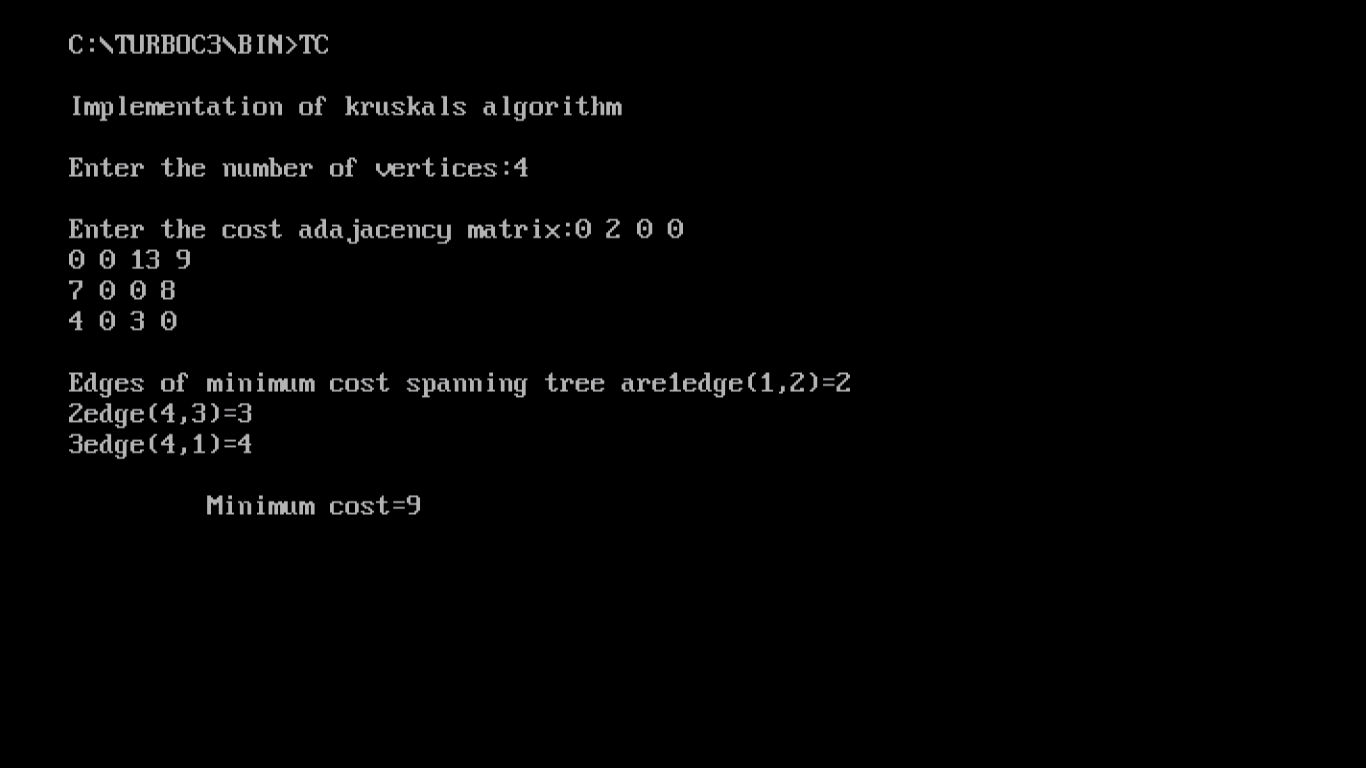 C:\TURBOC3\BIN>TC
Implementation of kruskals algorithm
Enter the number of vertices:4
Enter the cost adajacency matrix:0 2 0 0
0 0 13 9
7 0 0 8
4 0 3 0
Edges of minimum cost spanning tree are1edge(1,2)=2
2edge(4,3)=3
3edge(4,1)=4
Minimum cost=9